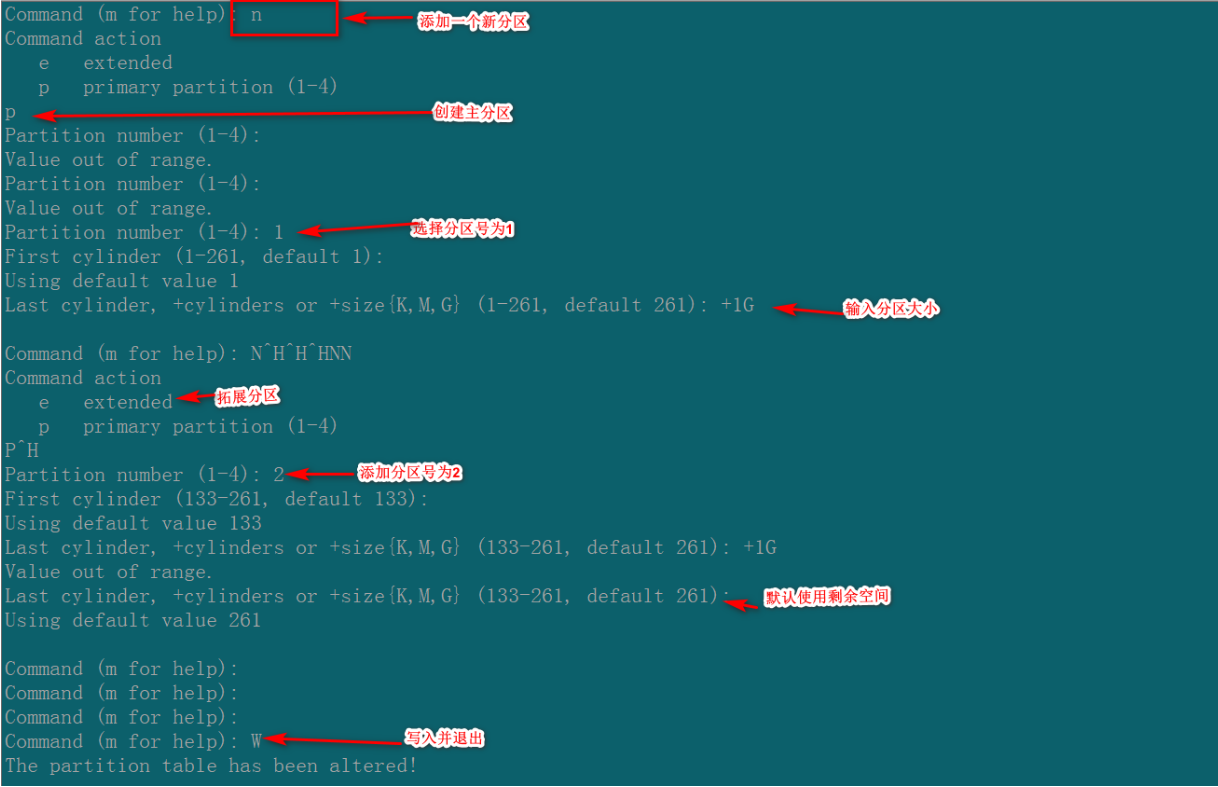 Command (m for help): n 添加一个新分区
Command action
e extended
p primary partition (1-4)
p 创建主分区
Partition number (1-4):
Value out of range.
Partition number (1-4):
Value out of range.
Partition number (1-4): 1 选择分区号为1
First cylinder (1-261, default 1):
Using default value 1
Last cylinder, +cylinders or +size{K,M,G} (1-261, default 261): +1G 输入分区大小
Command (m for help): N^H^H^HNN
Command action
e extended 拓展分区
p primary partition (1-4)
P^H
Partition number (1-4): 2 添加分区号为2
First cylinder (133-261, default 133):
Using default value 133
Last cylinder, +cylinders or +size{K,M,G} (133-261, default 261): +1G
Value out of range.
Last cylinder, +cylinders or +size{K,M,G} (133-261, default 261): 默认使用剩余空间
Using default value 261
Command (m for help):
Command (m for help):
Command (m for help):
Command (m for help): W 写入并退出
The partition table has been altered!